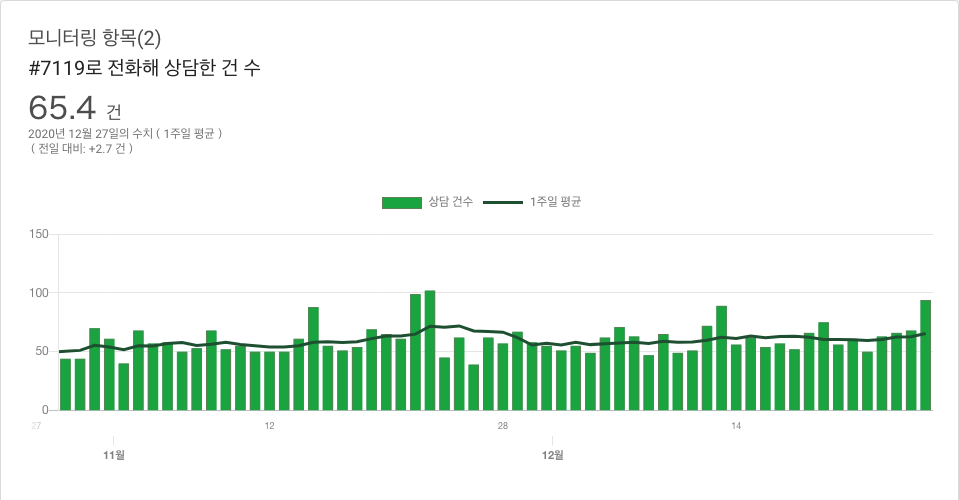 모니터링 항목(2)
#7119로 전화해 상담한 건 수
65.4 건
2020년 12월 27일의 수치 ( 1주일 평균 )
( 전일 대비: +2.7 건 )
상담 건수 1주일 평균
150
100
50
0
27 12 28 14
11월 12월